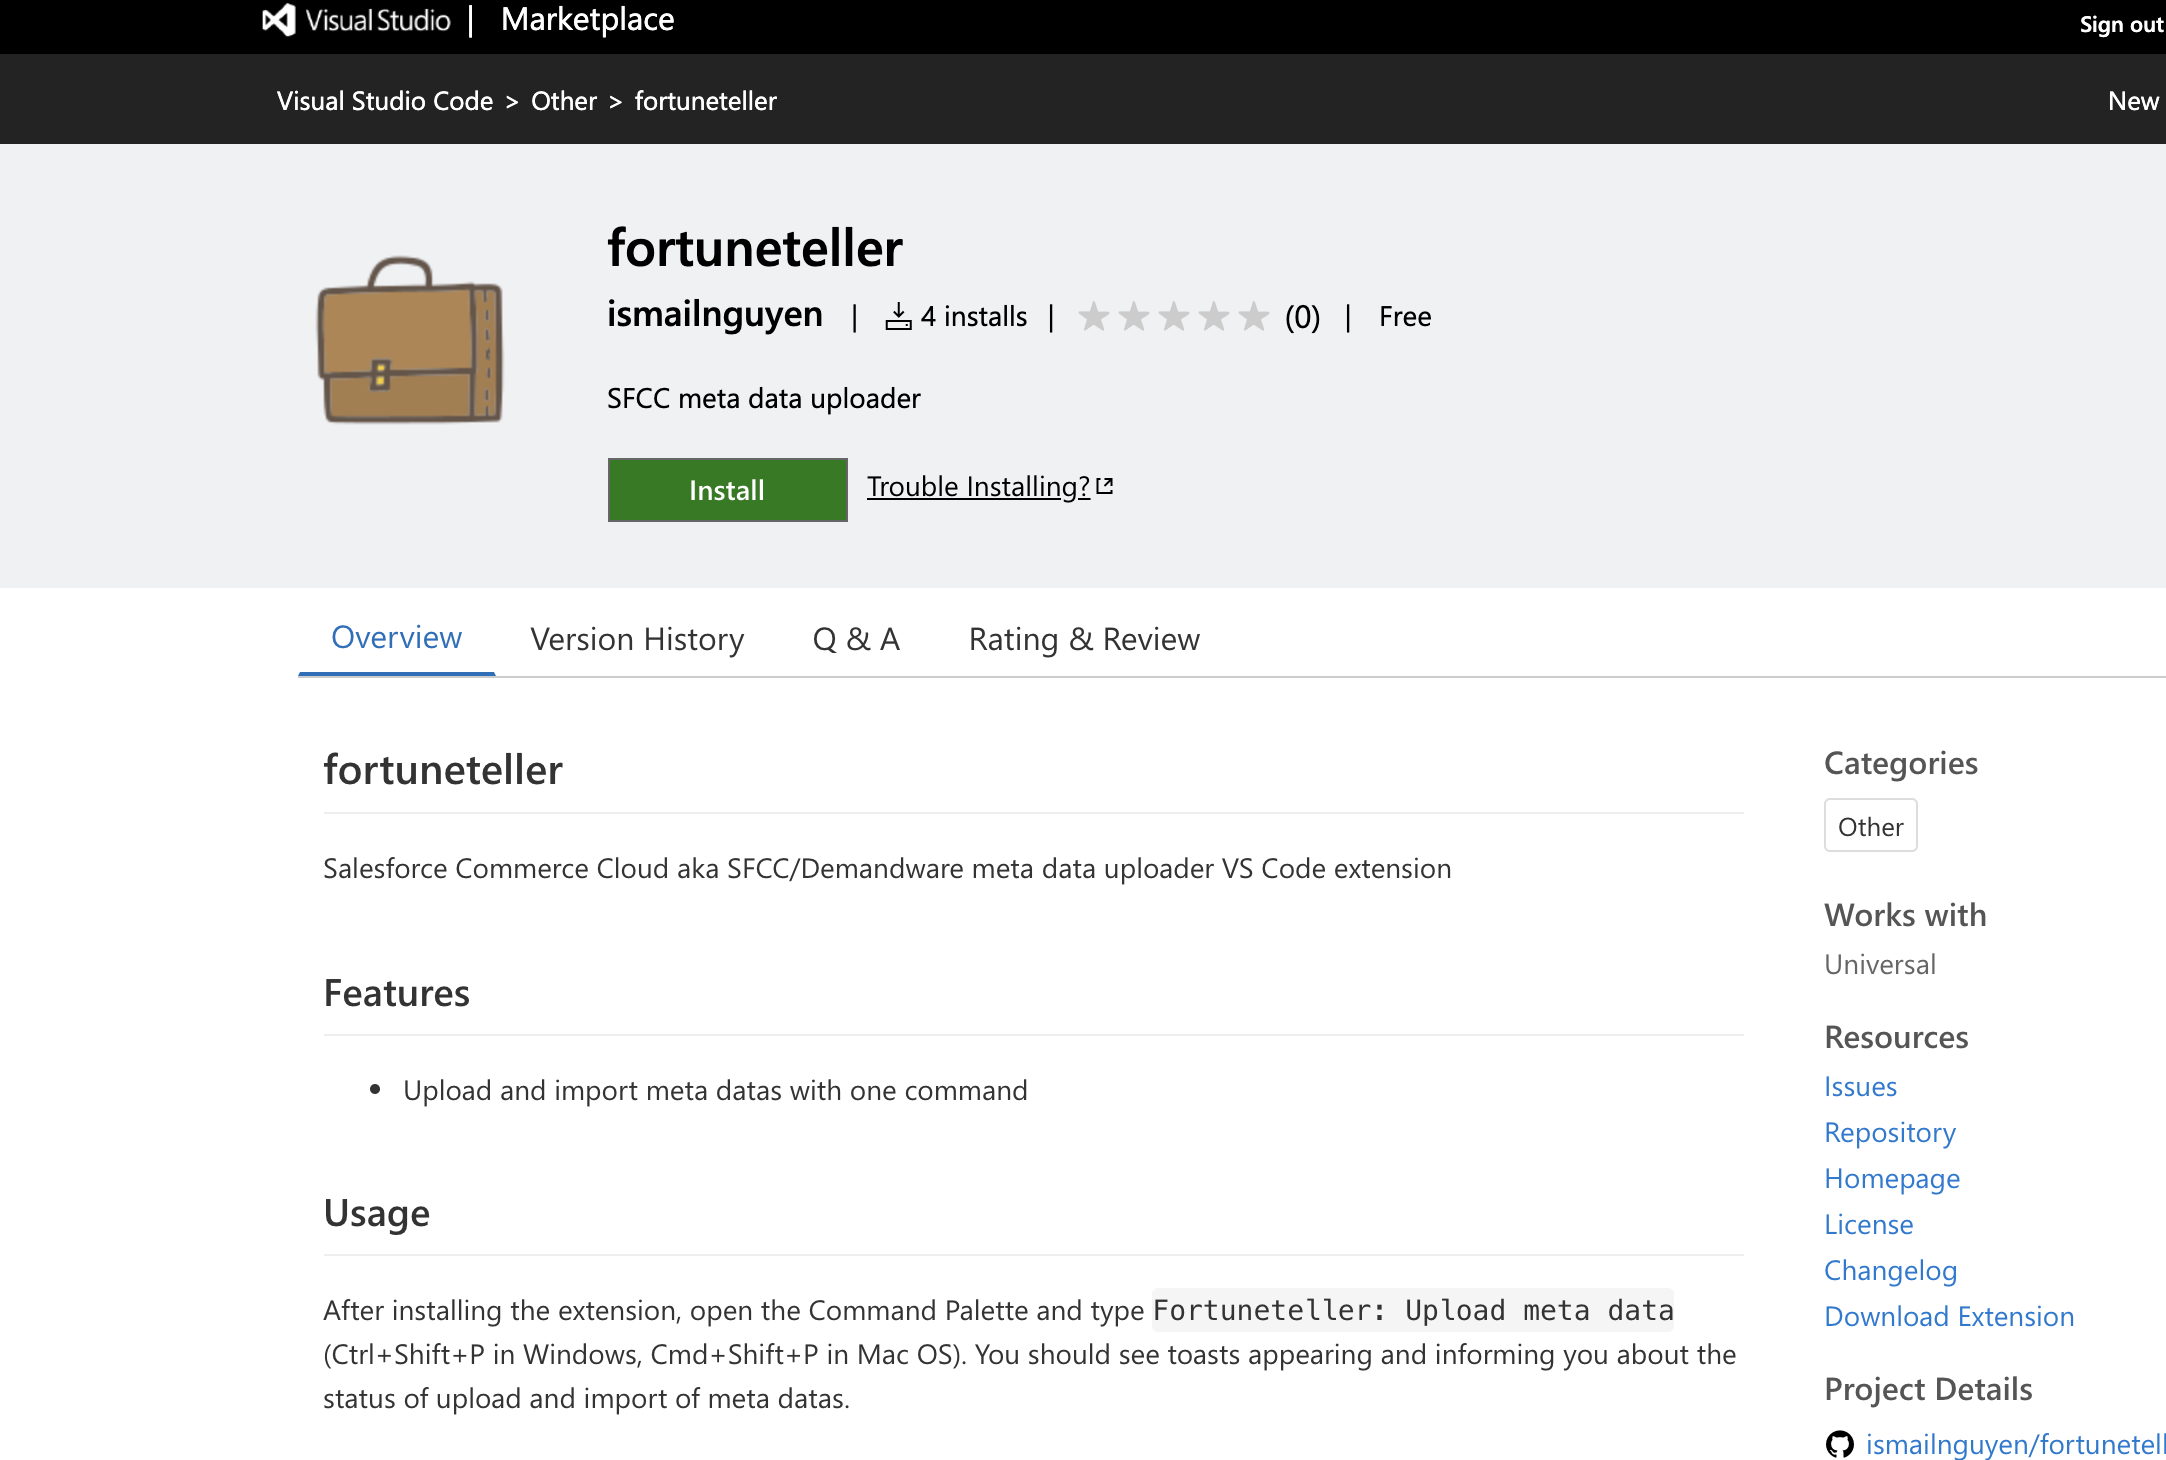 Visual Studio | Marketplace
Sign out
Visual Studio Code > Other > fortuneteller
New
fortuneteller
ismailnguyen | 4 installs | (0) | Free
SFCC meta data uploader
Install
Trouble Installing?
Overview
Version History
Q & A
Rating & Review
fortuneteller
Salesforce Commerce Cloud aka SFCC/Demandware meta data uploader VS Code extension
Features
• Upload and import meta datas with one command
Usage
After installing the extension, open the Command Palette and type Fortuneteller: Upload meta data
(Ctrl+Shift+P in Windows, Cmd+Shift+P in Mac OS). You should see toasts appearing and informing you about the
status of upload and import of meta datas.
Categories
Other
Works with
Universal
Resources
Issues
Repository
Homepage
License
Changelog
Download Extension
Project Details
ismailnguyen/fortunetell